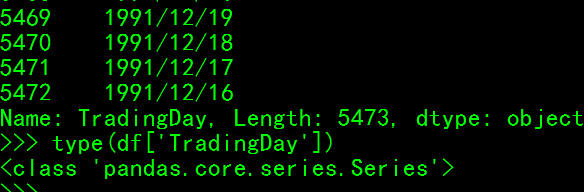 5469    1991/12/19
5470    1991/12/18
5471    1991/12/17
5472    1991/12/16
Name: TradingDay, Length: 5473, dtype: object
>>> type(df['TradingDay'])
<class 'pandas.core.series.Series'>
>>>